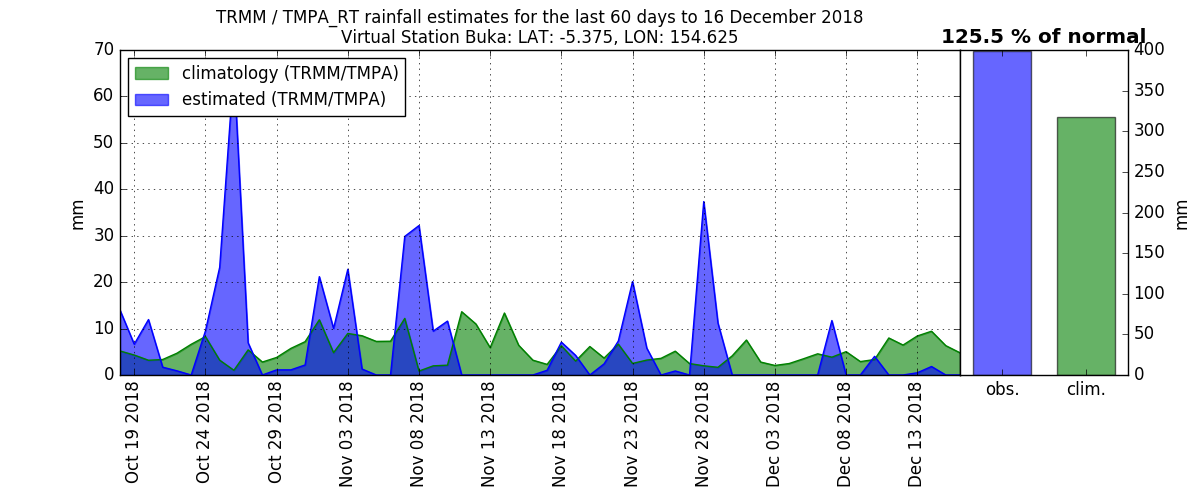 TRMM / TMPA_RT rainfall estimates for the last 60 days to 16 December 2018
Virtual Station Buka: LAT: -5.375, LON: 154.625
125.5 % of normal
climatology (TRMM/TMPA)
estimated (TRMM/TMPA)
mm
70
60
50
40
30
20
10
0
Oct 19 2018
Oct 24 2018
Oct 29 2018
Nov 03 2018
Nov 08 2018
Nov 13 2018
Nov 18 2018
Nov 23 2018
Nov 28 2018
Dec 03 2018
Dec 08 2018
Dec 13 2018
obs.
clim.
400
350
300
250
200
150
100
50
0
mm